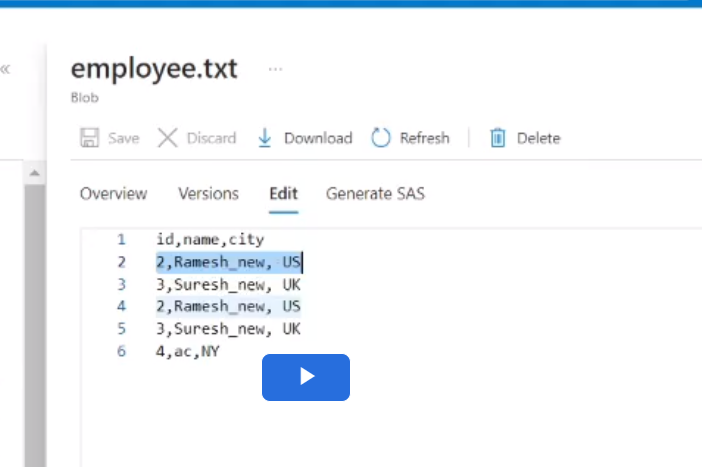 employee.txt ...
Blob
Save Discard Download Refresh Delete
Overview Versions Edit Generate SAS
1 id,name,city
2 2,Ramesh_new, US
3 3,Suresh_new, UK
4 2,Ramesh_new, US
5 3,Suresh_new, UK
6 4,ac,NY